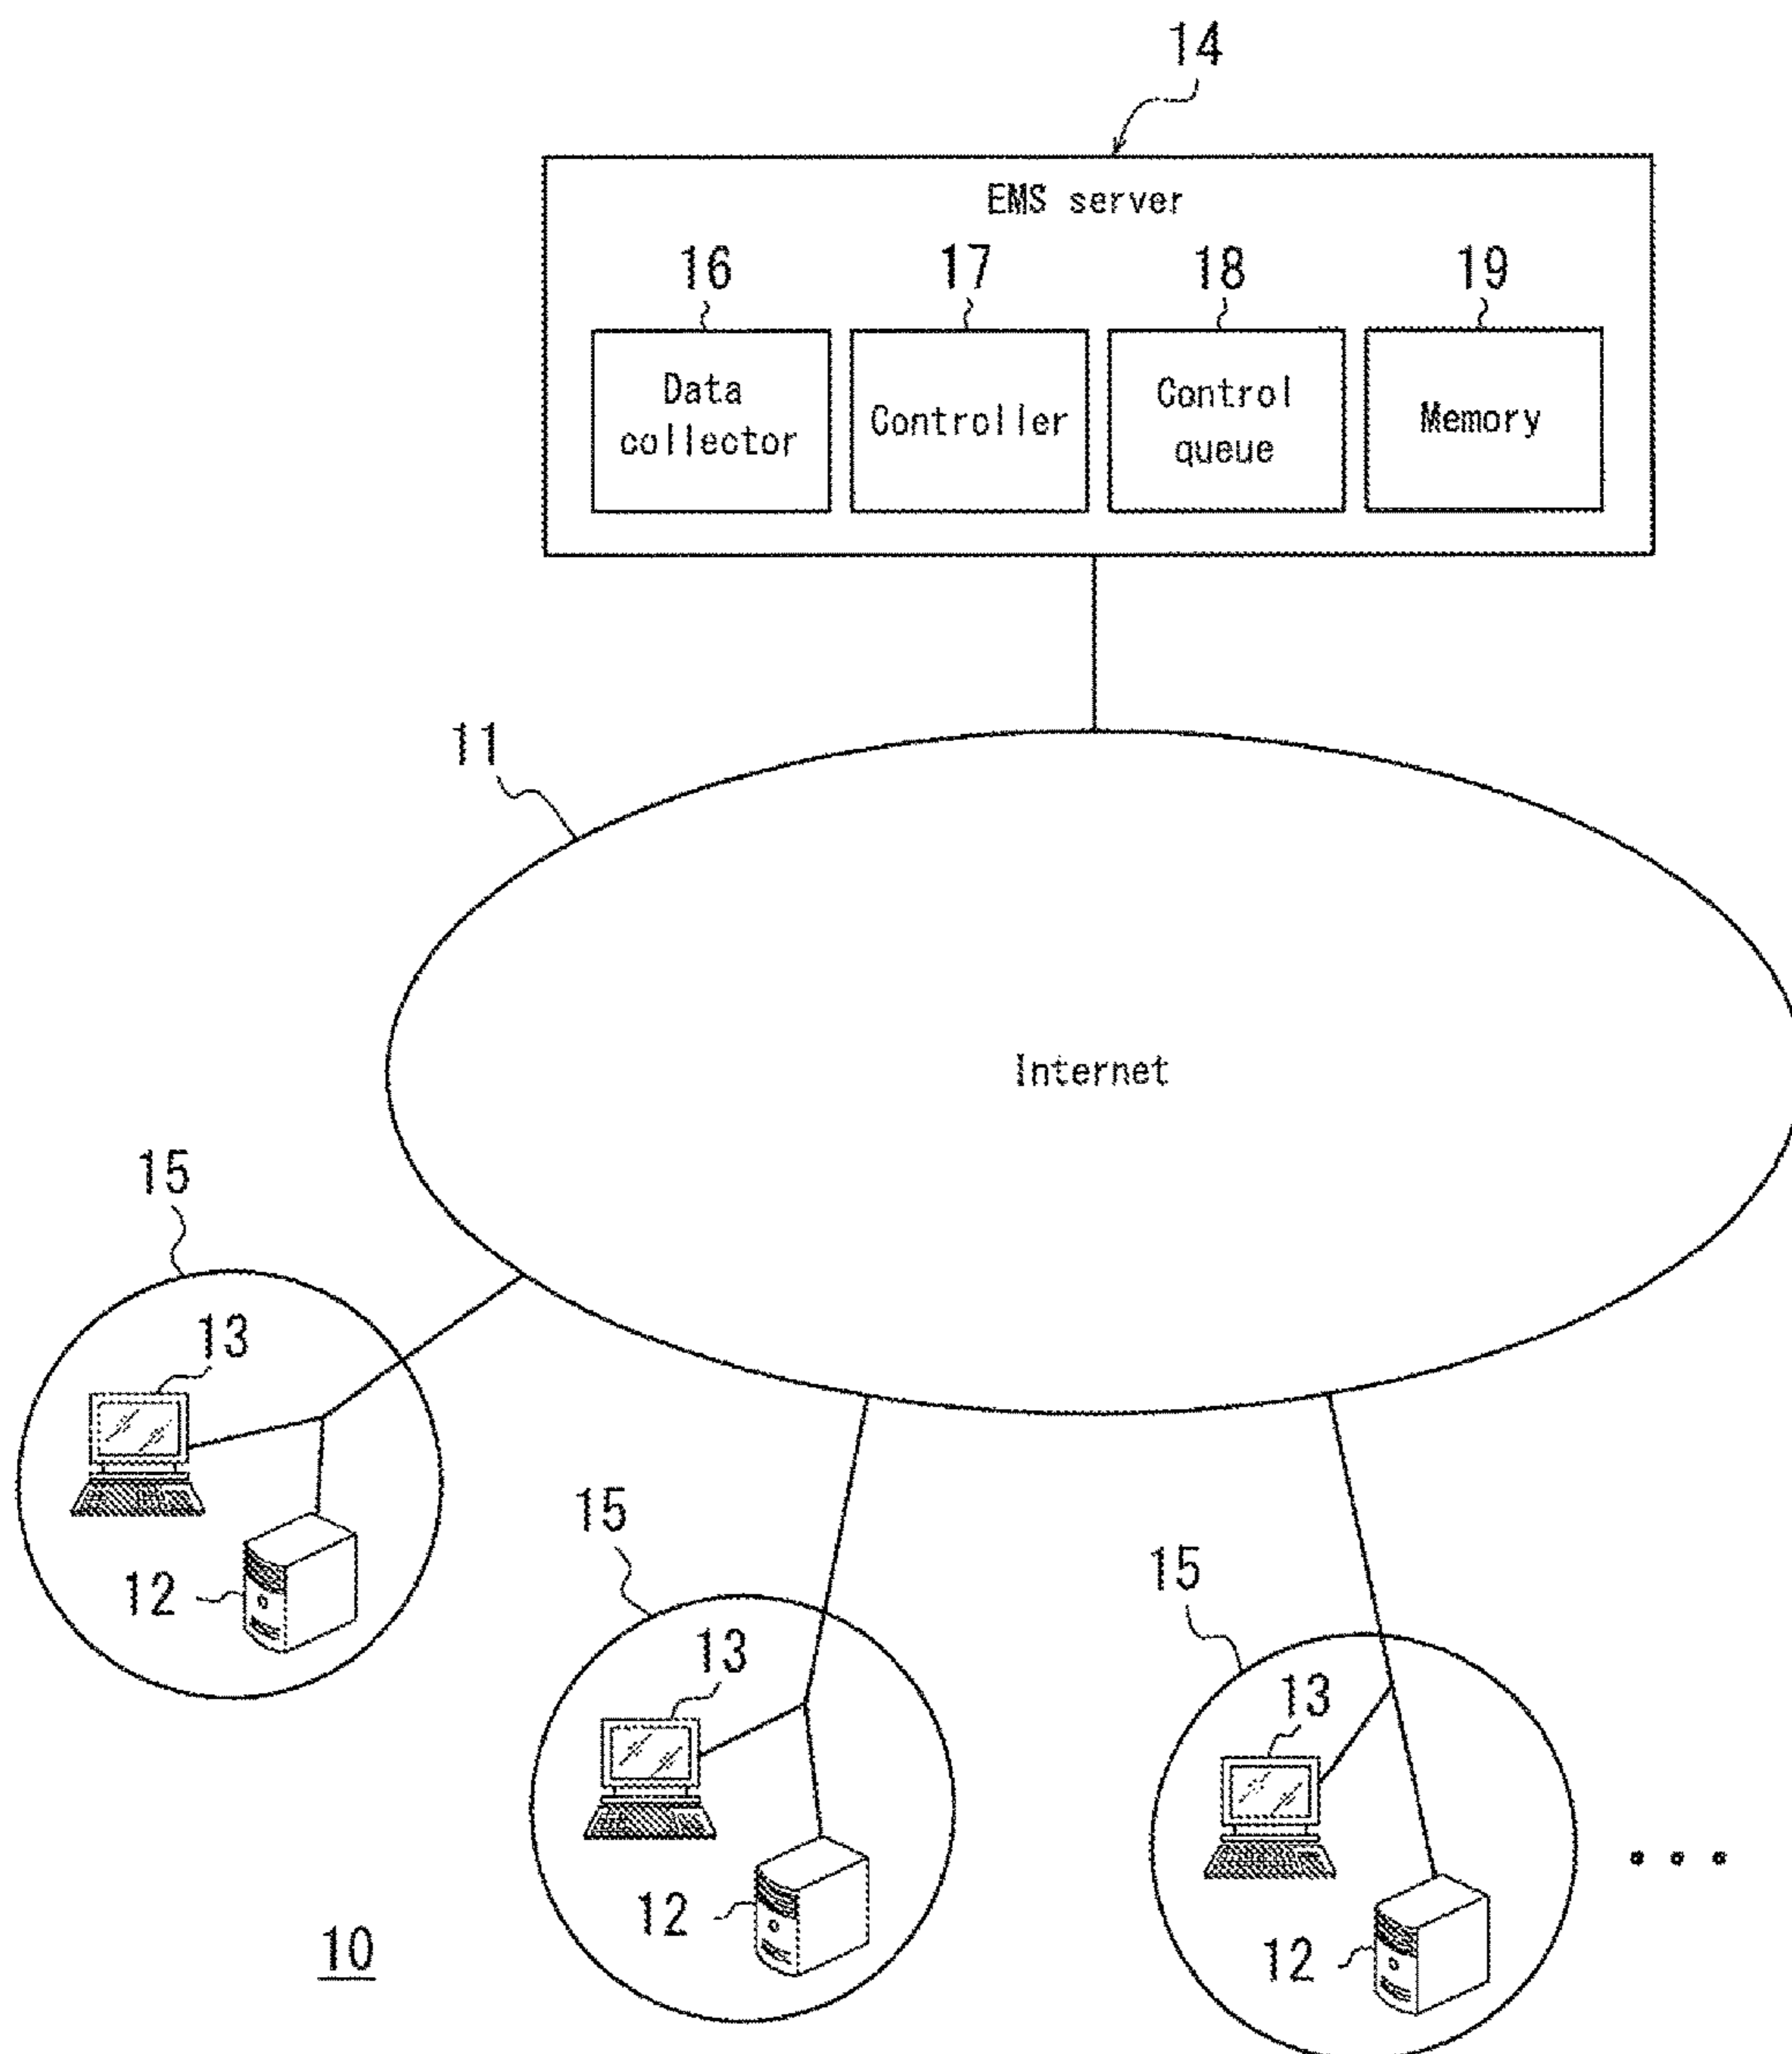 14
EMS server
16
17
18
19
Data
collector
Controller
Control
queue
Memory
11
Internet
15
13
12
15
13
12
15
13
12
10